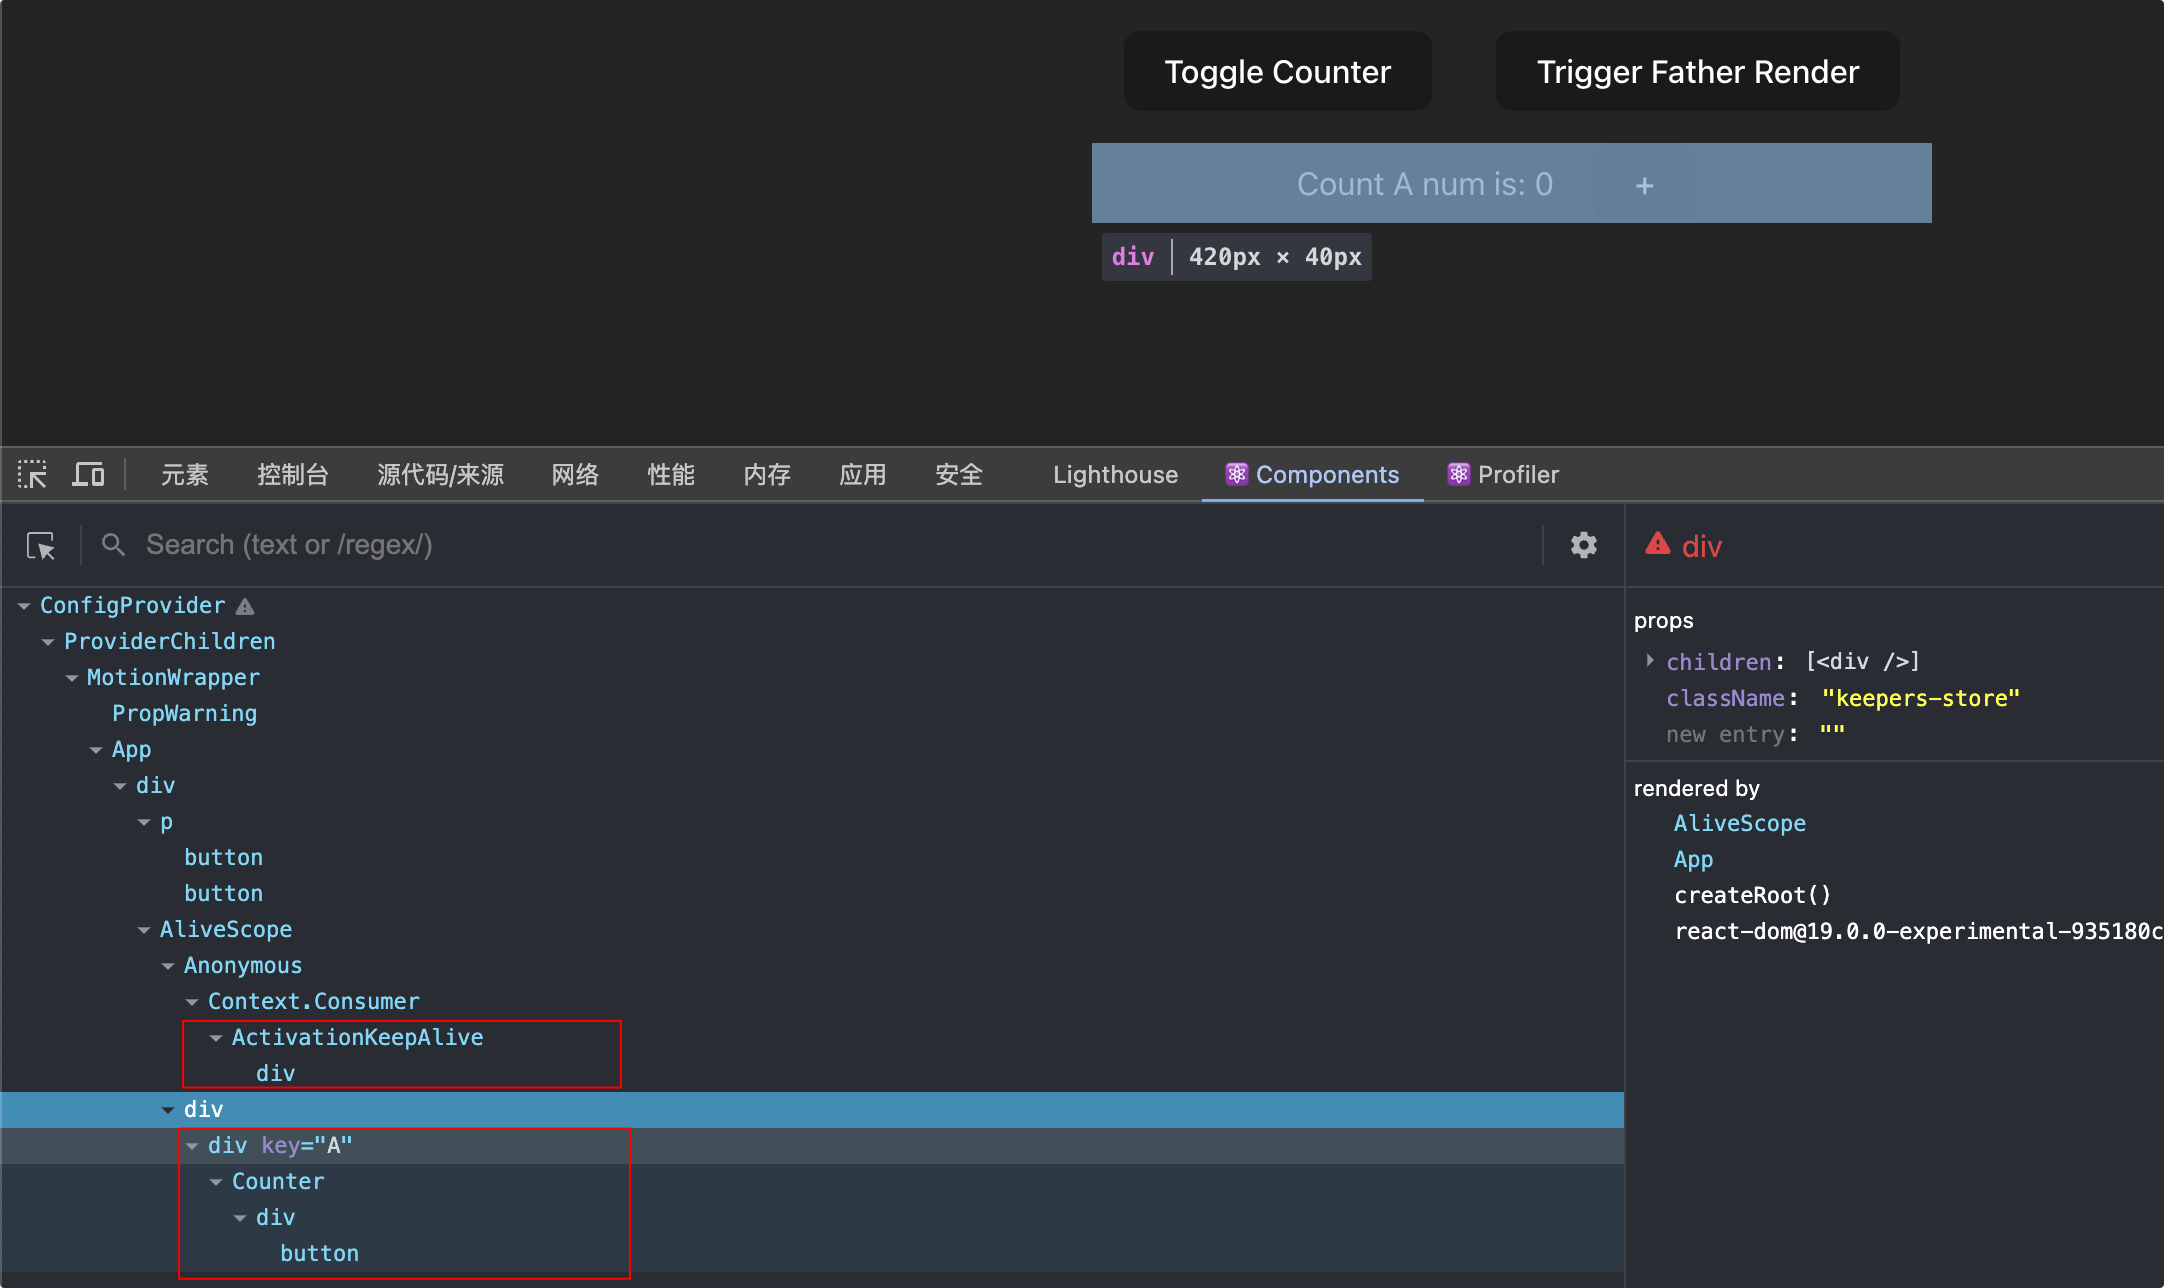 Toggle Counter Trigger Father Render
Count A num is: 0 +
div 420px × 40px
元素 控制台 源代码/来源 网络 性能 内存 应用 安全 Lighthouse Components Profiler
Search (text or /regex/)
ConfigProvider
ProviderChildren
MotionWrapper
PropWarning
App
div
p
button
button
AliveScope
Anonymous
Context.Consumer
ActivationKeepAlive
div
div
div key="A"
Counter
div
button
div
props
children: [<div />]
className: "keepers-store"
new entry: ""
rendered by
AliveScope
App
createRoot()
react-dom@19.0.0-experimental-935180c